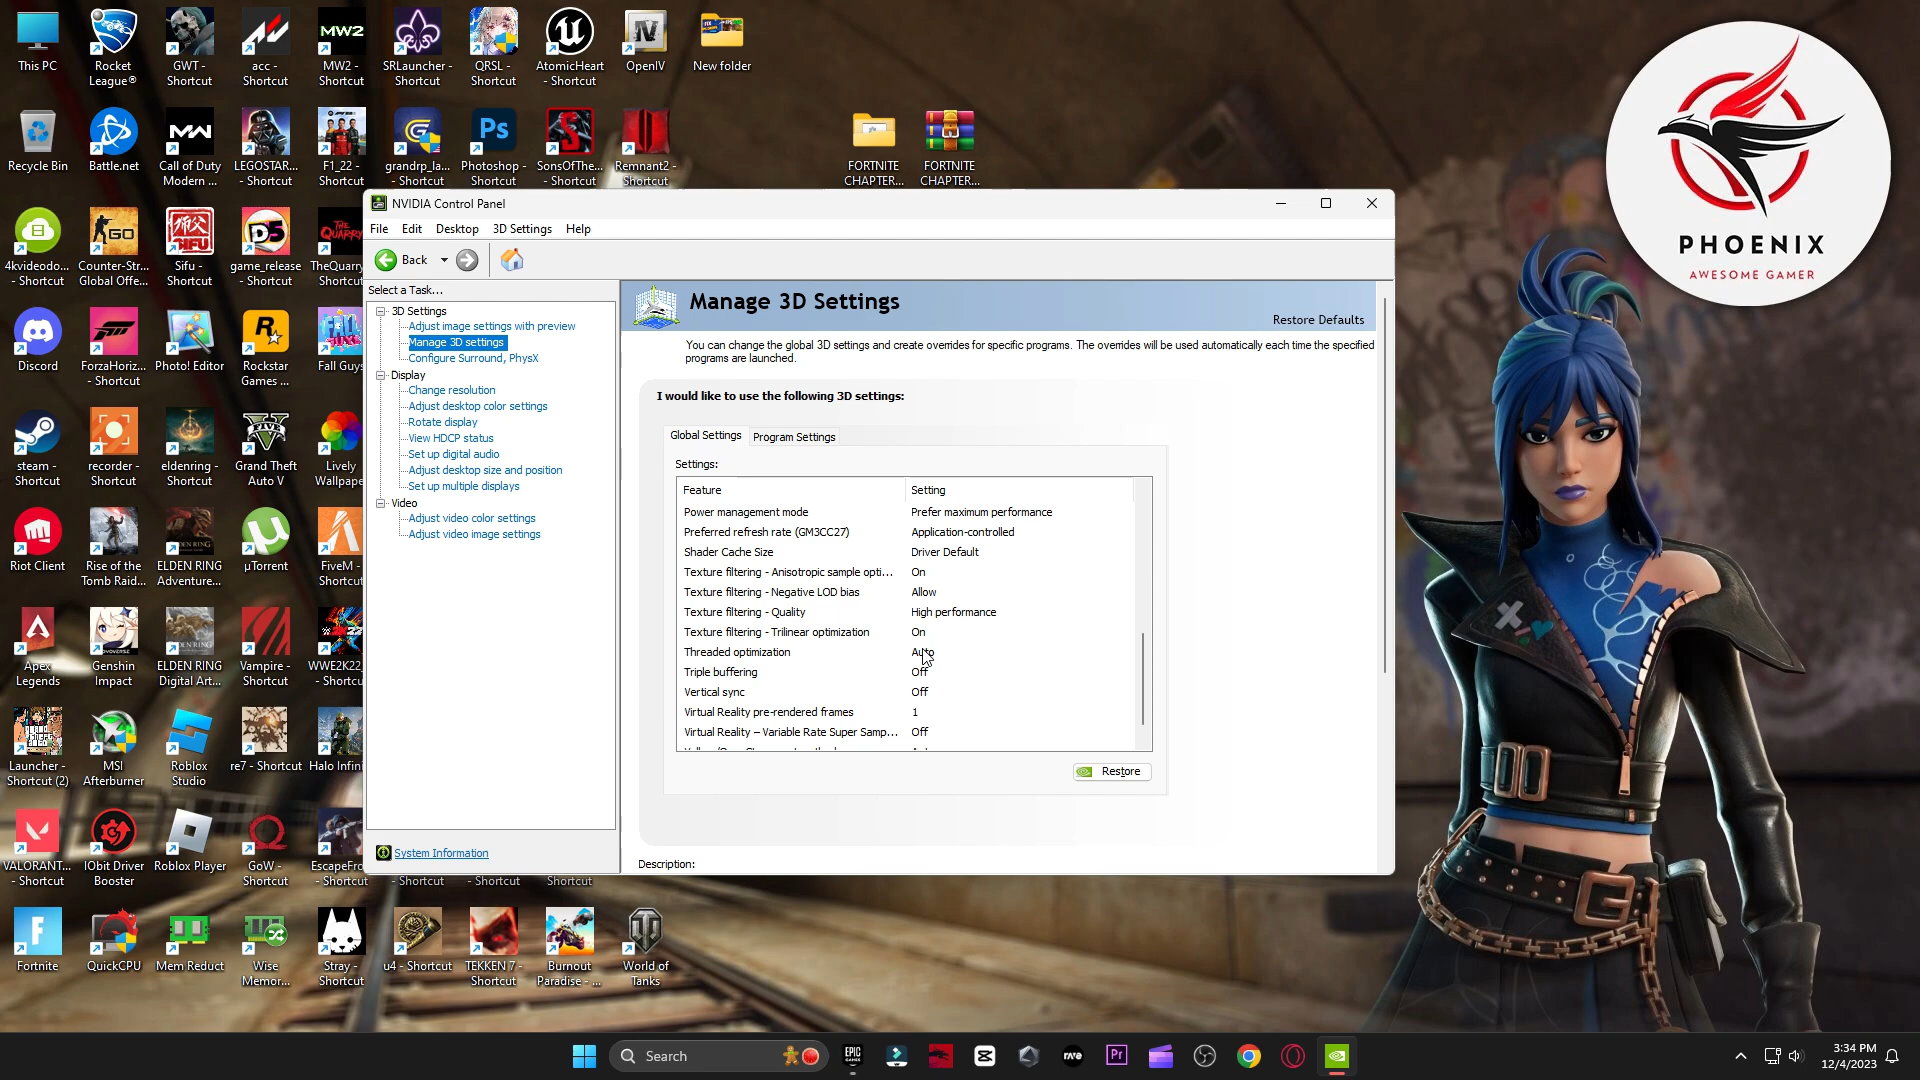 This PC
Rocket
League®
GWT -
Shortcut
acc -
Shortcut
MW2
MW2 -
Shortcut
SRLauncher -
Shortcut
QRSL -
Shortcut
AtomicHeart
- Shortcut
OpenIV
New folder
Recycle Bin
Battle.net
Call of Duty
Modern ...
LEGOSTAR...
- Shortcut
F1_22 -
Shortcut
grandrp_la...
- Shortcut
Ps
Photoshop -
Shortcut
SonsOfThe...
- Shortcut
Remnant2 -
Shortcut
FORTNITE
CHAPTER...
FORTNITE
CHAPTER...
PHOENIX
AWESOME GAMER
4kvideodo...
- Shortcut
GO
Counter-Str...
Global Offe...
Sifu -
Shortcut
D5
game_release
- Shortcut
TheQuarry
Shortcut
Discord
ForzaHoriz...
- Shortcut
Photo! Editor
Rockstar
Games ...
Fall Guys
steam -
Shortcut
recorder -
Shortcut
eldenring -
Shortcut
Grand Theft
Auto V
Lively
Wallpape
Riot Client
Rise of the
Tomb Raid...
ELDEN RING
Adventure...
µTorrent
FiveM -
Shortcut
Apex
Legends
Genshin
Impact
ELDEN RING
Digital Art...
Vampire -
Shortcut
WWE2K22_
- Shortcut
Launcher -
Shortcut (2)
MSI
Afterburner
Roblox
Studio
re7 - Shortcut
Halo Infini
VALORANT...
- Shortcut
IObit Driver
Booster
Roblox Player
GoW -
Shortcut
EscapeFro
- Shortcut
- Shortcut
- Shortcut
Shortcut
Fortnite
QuickCPU
Mem Reduct
Wise
Memor...
Stray -
Shortcut
u4 - Shortcut
TEKKEN 7 -
Shortcut
Burnout
Paradise - ...
World of
Tanks
NVIDIA Control Panel
File Edit Desktop 3D Settings Help
Back
Select a Task...
3D Settings
Adjust image settings with preview
Manage 3D settings
Configure Surround, PhysX
Display
Change resolution
Adjust desktop color settings
Rotate display
View HDCP status
Set up digital audio
Adjust desktop size and position
Set up multiple displays
Video
Adjust video color settings
Adjust video image settings
System Information
Manage 3D Settings
Restore Defaults
You can change the global 3D settings and create overrides for specific programs. The overrides will be used automatically each time the specified
programs are launched.
I would like to use the following 3D settings:
Global Settings Program Settings
Settings:
Feature Setting
Power management mode Prefer maximum performance
Preferred refresh rate (GM3CC27) Application-controlled
Shader Cache Size Driver Default
Texture filtering - Anisotropic sample opti... On
Texture filtering - Negative LOD bias Allow
Texture filtering - Quality High performance
Texture filtering - Trilinear optimization On
Threaded optimization Auto
Triple buffering Off
Vertical sync Off
Virtual Reality pre-rendered frames 1
Virtual Reality – Variable Rate Super Samp... Off
Restore
Description:
Search
EPIC
GAMES
rave
Pr
3:34 PM
12/4/2023